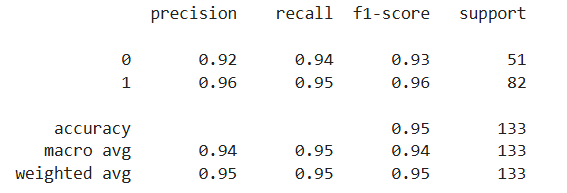 precision recall f1-score support
0 0.92 0.94 0.93 51
1 0.96 0.95 0.96 82
accuracy 0.95 133
macro avg 0.94 0.95 0.94 133
weighted avg 0.95 0.95 0.95 133